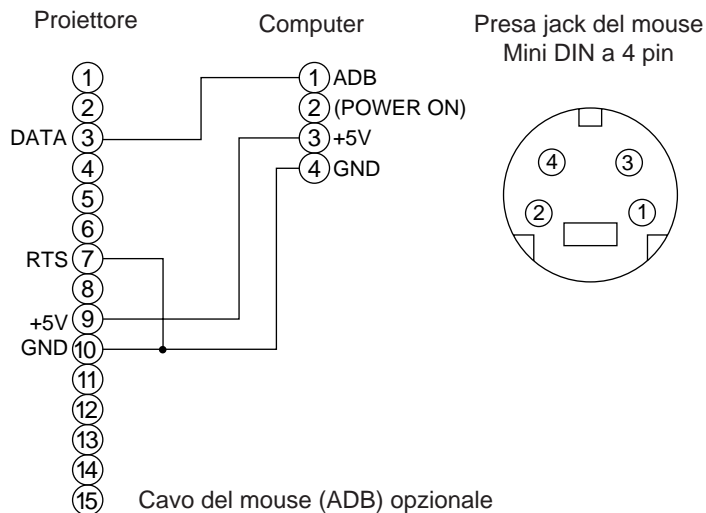 Proiettore
Computer
Presa jack del mouse
Mini DIN a 4 pin
1
2
DATA 3
4
5
6
RTS 7
8
+5V 9
GND 10
11
12
13
14
15
1 ADB
2 (POWER ON)
3 +5V
4 GND
4 3
2 1
Cavo del mouse (ADB) opzionale